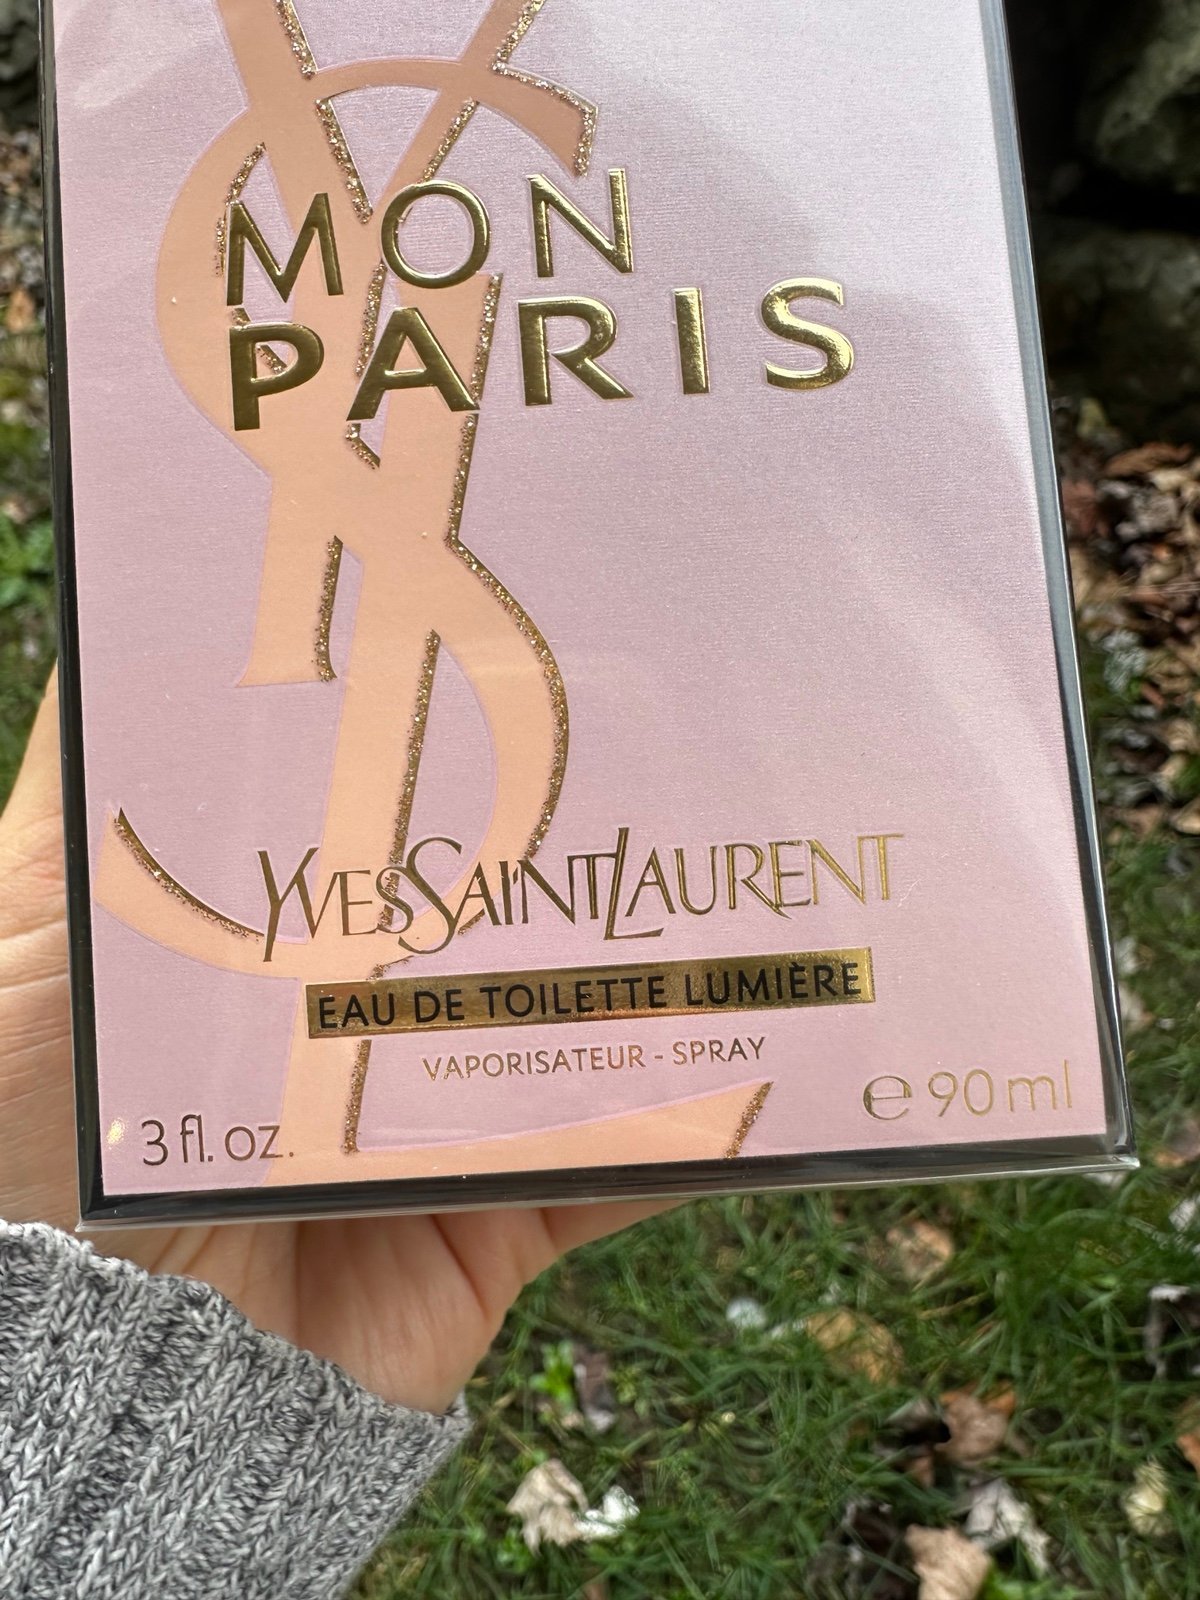 MON
PARIS
YVESSAINTLAURENT
EAU DE TOILETTE LUMIÈRE
VAPORISATEUR - SPRAY
3 fl. oz. ℮ 90 ml